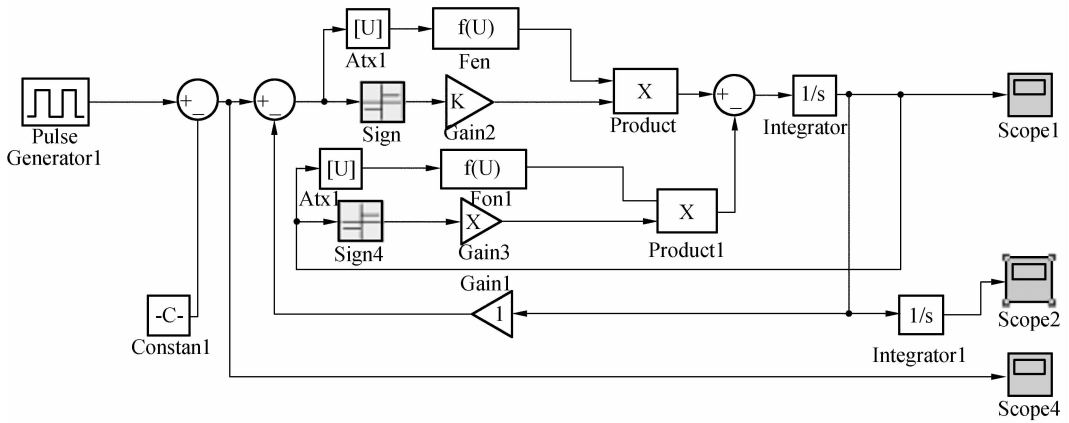 [U]
Atx1
f(U)
Fen
Pulse
Generator1
+
−
+
−
Sign
K
Gain2
X
Product
+
−
1/s
Integrator
Scope1
[U]
Atx1
f(U)
Fon1
Sign4
X
Gain3
X
Product1
-C-
Constan1
Gain1
1
1/s
Integrator1
Scope2
Scope4